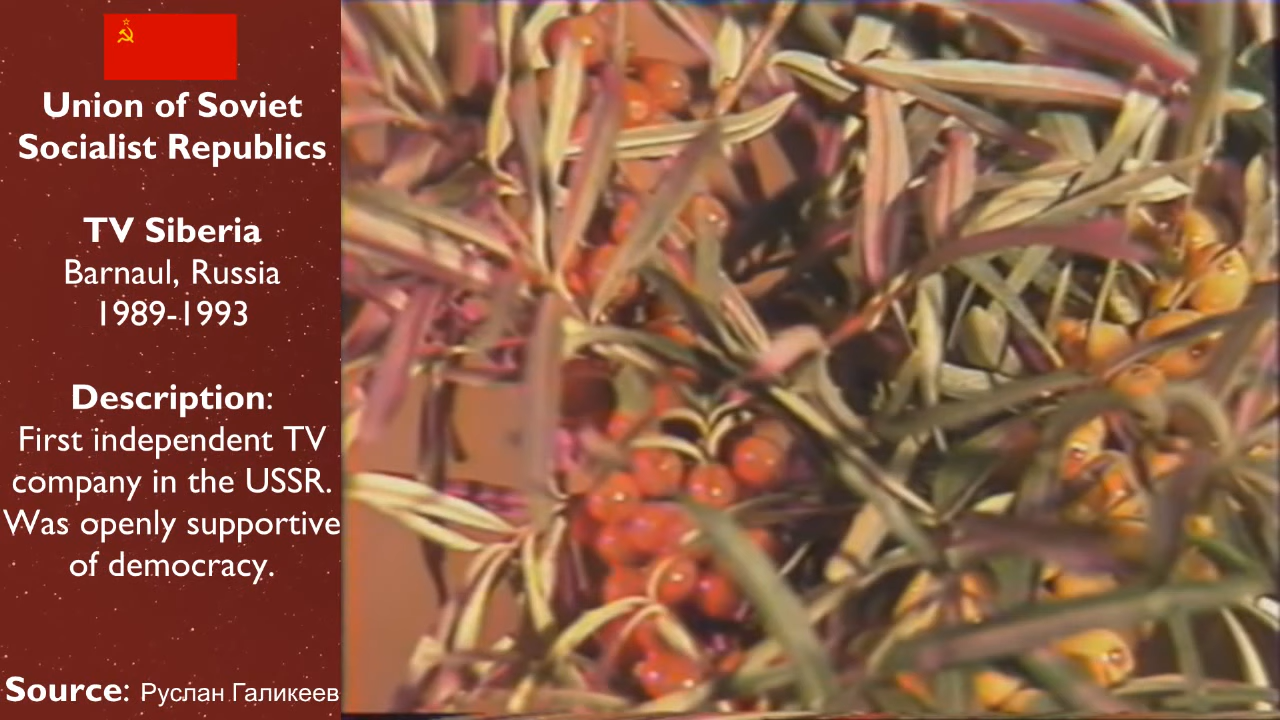 Union of Soviet
Socialist Republics
TV Siberia
Barnaul, Russia
1989-1993
Description:
First independent TV
company in the USSR.
Was openly supportive
of democracy.
Source: Руслан Галикеев